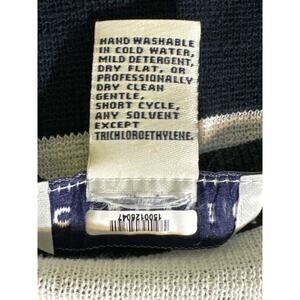 HAND WASHABLE
IN COLD WATER,
MILD DETERGENT,
DRY FLAT, OR
PROFESSIONALLY
DRY CLEAN
GENTLE,
SHORT CYCLE,
ANY SOLVENT
EXCEPT
TRICHLOROETHYLENE.
1500126047